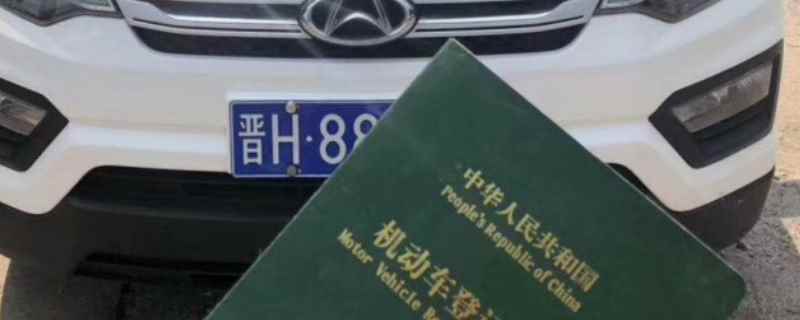 晋H·88
中华人民共和国
People's Republic of China
机动车登
Motor Vehicle